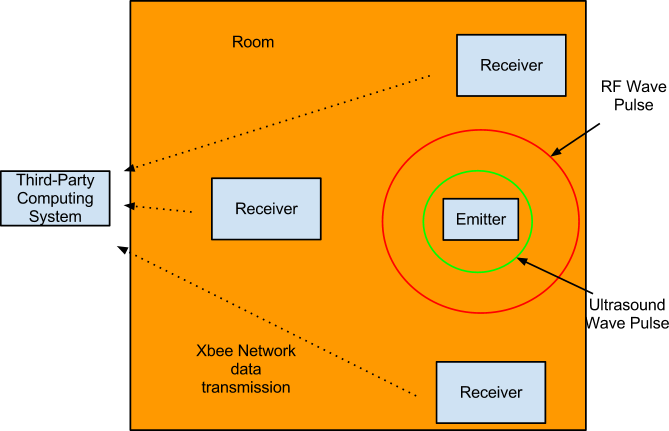 Room
Receiver
RF Wave
Pulse
Third-Party
Computing
System
Receiver
Emitter
Ultrasound
Wave Pulse
Xbee Network
data
transmission
Receiver